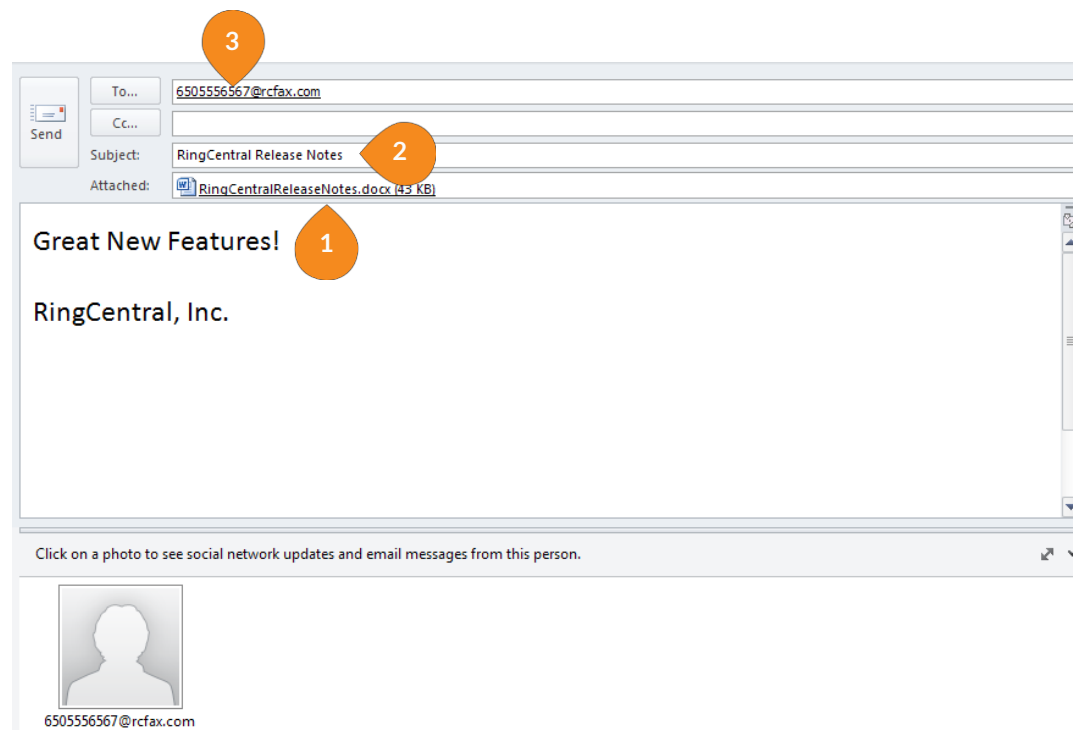 3
To...
6505556567@rcfax.com
Cc...
Send
Subject:
RingCentral Release Notes
2
Attached:
RingCentralReleaseNotes.docx (43 KB)
Great New Features!
1
RingCentral, Inc.
Click on a photo to see social network updates and email messages from this person.
6505556567@rcfax.com